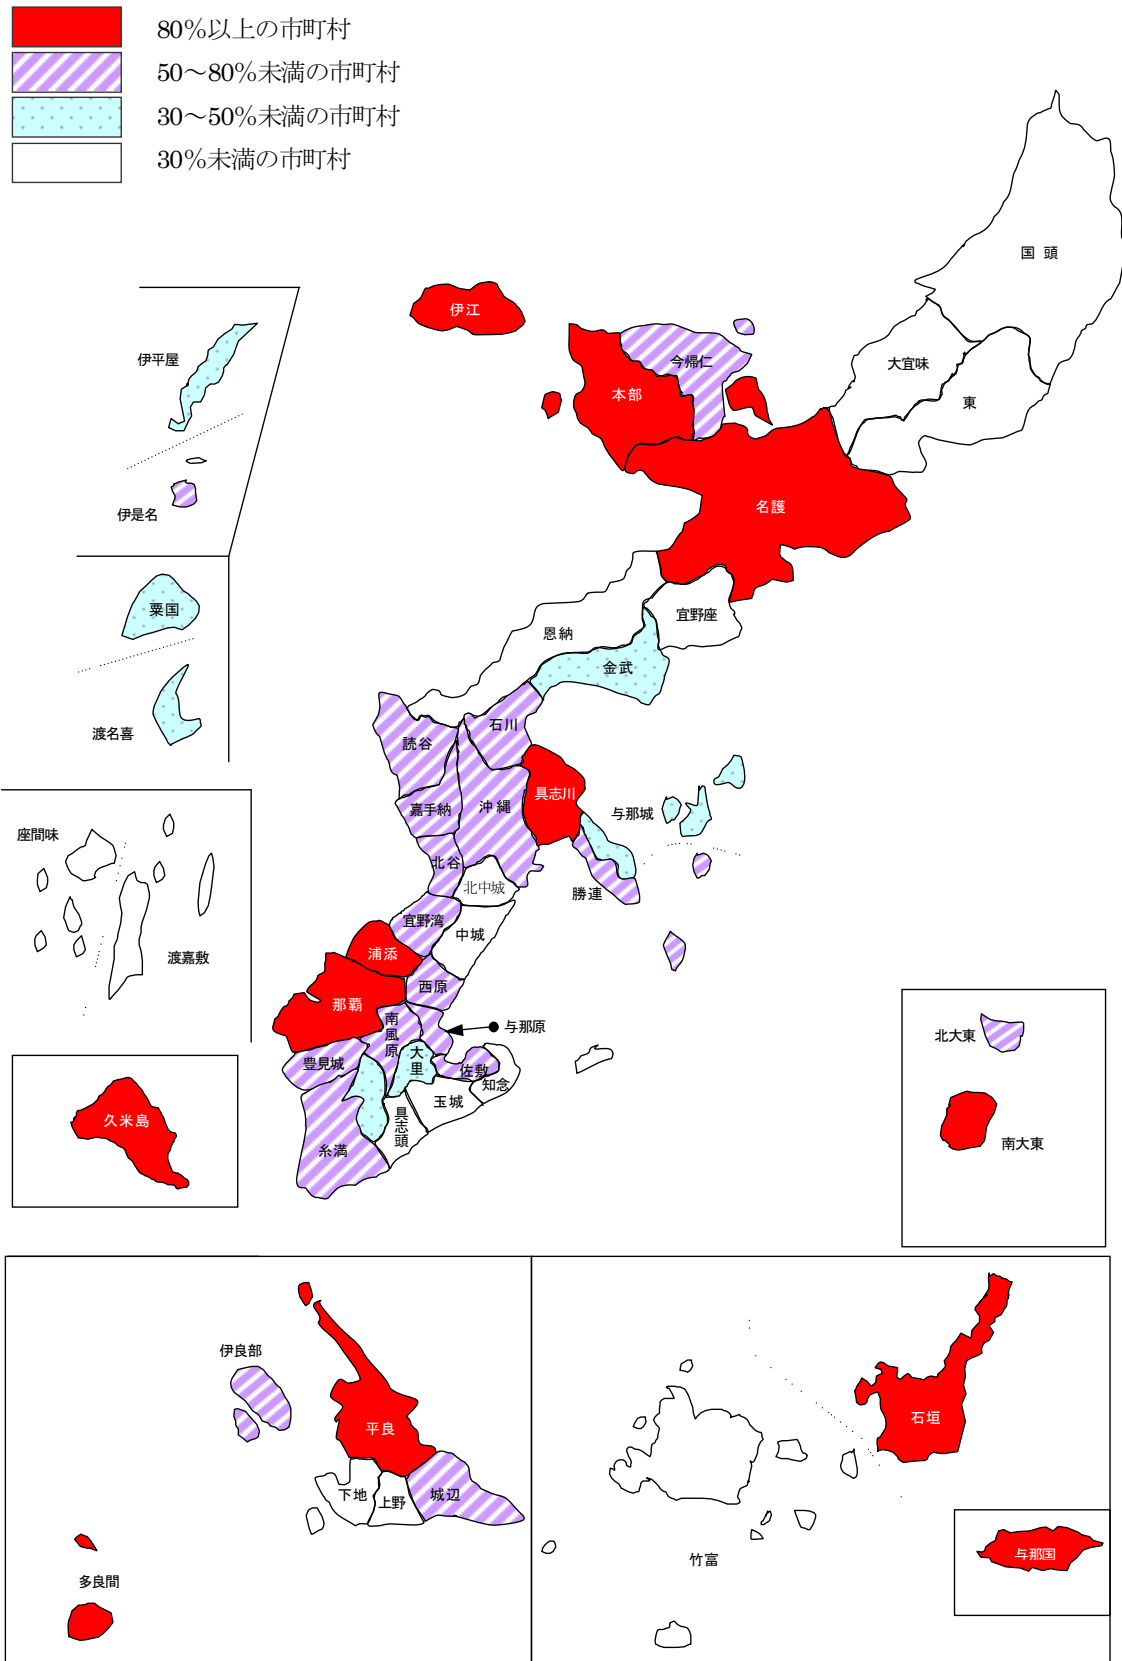 80%以上の市町村
50～80%未満の市町村
30～50%未満の市町村
30%未満の市町村
国 頭
伊江
伊平屋
今帰仁
大宜味
本部
東
名護
伊是名
粟国
宜野座
恩納
金武
渡名喜
石川
読谷
具志川
嘉手納
沖縄
与那城
座間味
北谷
北中城
勝連
宜野湾
中城
浦添
渡嘉敷
西原
那覇
南風原
与那原
北大東
豊見城
大里
佐敷
知念
玉城
久米島
具志頭
糸満
南大東
伊良部
平良
石垣
下地
上野
城辺
与那国
竹富
多良間